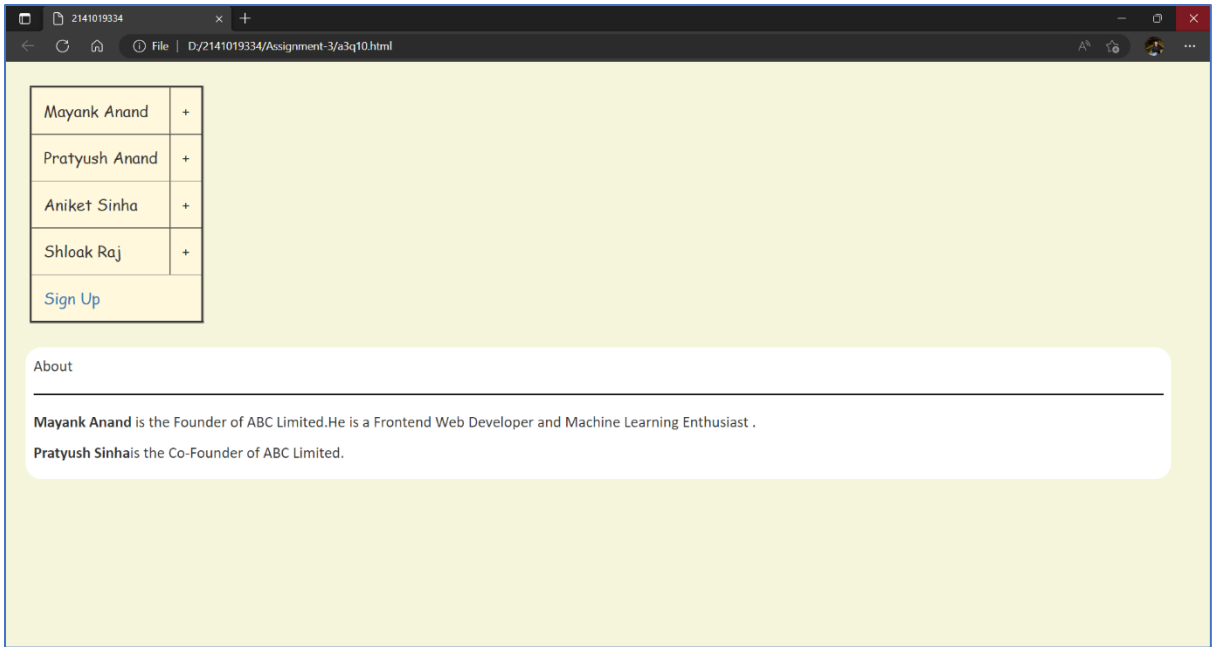 2141019334
File | D:/2141019334/Assignment-3/a3q10.html
Mayank Anand +
Pratyush Anand +
Aniket Sinha +
Shloak Raj +
Sign Up
About
Mayank Anand is the Founder of ABC Limited.He is a Frontend Web Developer and Machine Learning Enthusiast .
Pratyush Sinhais the Co-Founder of ABC Limited.